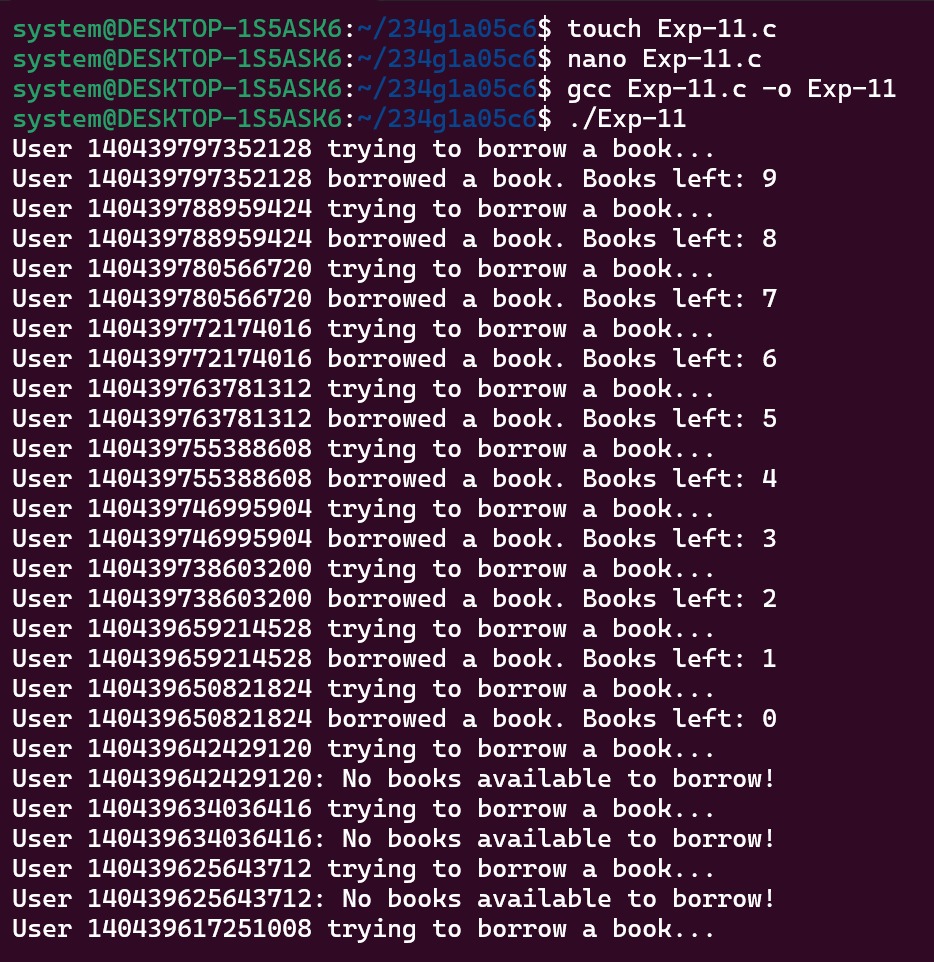 system@DESKTOP-1S5ASK6:~/234g1a05c6$ touch Exp-11.c
system@DESKTOP-1S5ASK6:~/234g1a05c6$ nano Exp-11.c
system@DESKTOP-1S5ASK6:~/234g1a05c6$ gcc Exp-11.c -o Exp-11
system@DESKTOP-1S5ASK6:~/234g1a05c6$ ./Exp-11
User 140439797352128 trying to borrow a book...
User 140439797352128 borrowed a book. Books left: 9
User 140439788959424 trying to borrow a book...
User 140439788959424 borrowed a book. Books left: 8
User 140439780566720 trying to borrow a book...
User 140439780566720 borrowed a book. Books left: 7
User 140439772174016 trying to borrow a book...
User 140439772174016 borrowed a book. Books left: 6
User 140439763781312 trying to borrow a book...
User 140439763781312 borrowed a book. Books left: 5
User 140439755388608 trying to borrow a book...
User 140439755388608 borrowed a book. Books left: 4
User 140439746995904 trying to borrow a book...
User 140439746995904 borrowed a book. Books left: 3
User 140439738603200 trying to borrow a book...
User 140439738603200 borrowed a book. Books left: 2
User 140439659214528 trying to borrow a book...
User 140439659214528 borrowed a book. Books left: 1
User 140439650821824 trying to borrow a book...
User 140439650821824 borrowed a book. Books left: 0
User 140439642429120 trying to borrow a book...
User 140439642429120: No books available to borrow!
User 140439634036416 trying to borrow a book...
User 140439634036416: No books available to borrow!
User 140439625643712 trying to borrow a book...
User 140439625643712: No books available to borrow!
User 140439617251008 trying to borrow a book...